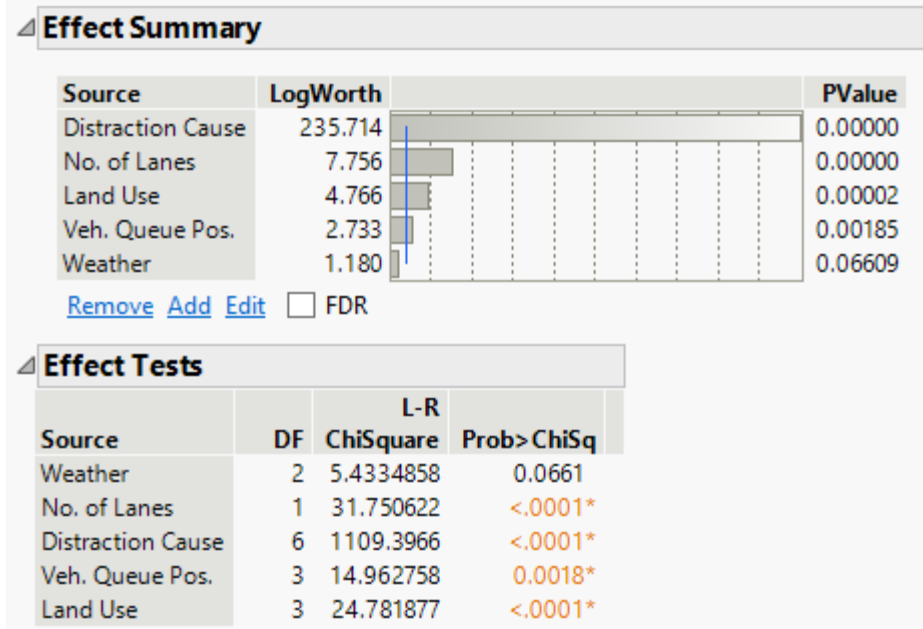 Effect Summary
Source LogWorth PValue
Distraction Cause 235.714 0.00000
No. of Lanes 7.756 0.00000
Land Use 4.766 0.00002
Veh. Queue Pos. 2.733 0.00185
Weather 1.180 0.06609
Remove Add Edit FDR
Effect Tests
L-R
Source DF ChiSquare Prob>ChiSq
Weather 2 5.4334858 0.0661
No. of Lanes 1 31.750622 <.0001*
Distraction Cause 6 1109.3966 <.0001*
Veh. Queue Pos. 3 14.962758 0.0018*
Land Use 3 24.781877 <.0001*